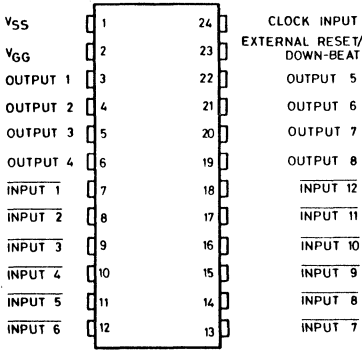 VSS 1 24 CLOCK INPUT
VGG 2 23 EXTERNAL RESET/
DOWN-BEAT
OUTPUT 1 3 22 OUTPUT 5
OUTPUT 2 4 21 OUTPUT 6
OUTPUT 3 5 20 OUTPUT 7
OUTPUT 4 6 19 OUTPUT 8
INPUT 1 7 18 INPUT 12
INPUT 2 8 17 INPUT 11
INPUT 3 9 16 INPUT 10
INPUT 4 10 15 INPUT 9
INPUT 5 11 14 INPUT 8
INPUT 6 12 13 INPUT 7